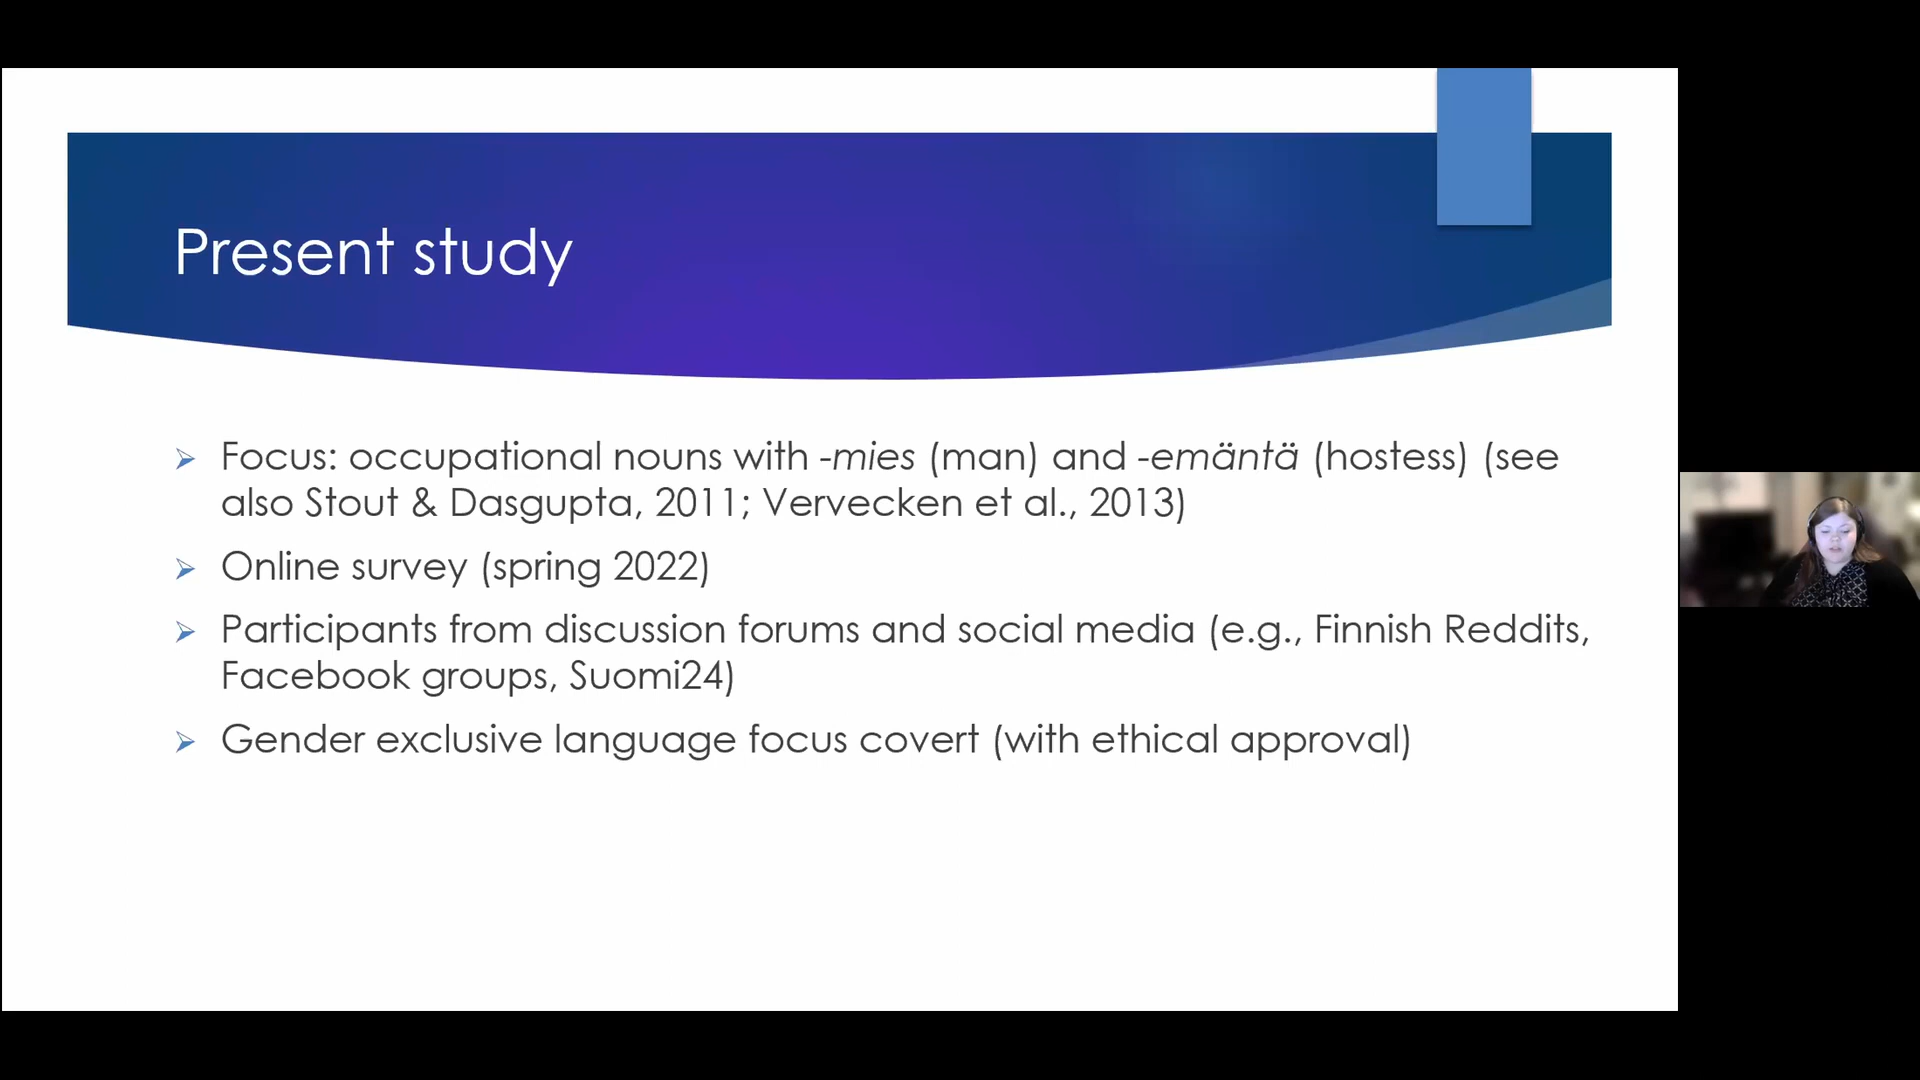 Present study
Focus: occupational nouns with -mies (man) and -emäntä (hostess) (see
also Stout & Dasgupta, 2011; Vervecken et al., 2013)
Online survey (spring 2022)
Participants from discussion forums and social media (e.g., Finnish Reddits,
Facebook groups, Suomi24)
Gender exclusive language focus covert (with ethical approval)